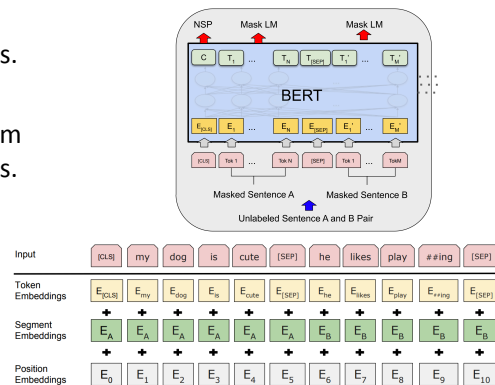 s.
m
s.
NSP Mask LM Mask LM
C T1 ... TN T[SEP] T1' ... TM'
BERT
E[CLS] E1 ... EN E[SEP] E1' ... EM'
[CLS] Tok 1 ... Tok N [SEP] Tok 1 ... TokM
Masked Sentence A Masked Sentence B
Unlabeled Sentence A and B Pair
Input [CLS] my dog is cute [SEP] he likes play ##ing [SEP]
Token Embeddings E[CLS] Emy Edog Eis Ecute E[SEP] Ehe Elikes Eplay E##ing E[SEP]
+ + + + + + + + + + +
Segment Embeddings EA EA EA EA EA EA EB EB EB EB EB
+ + + + + + + + + + +
Position Embeddings E0 E1 E2 E3 E4 E5 E6 E7 E8 E9 E10